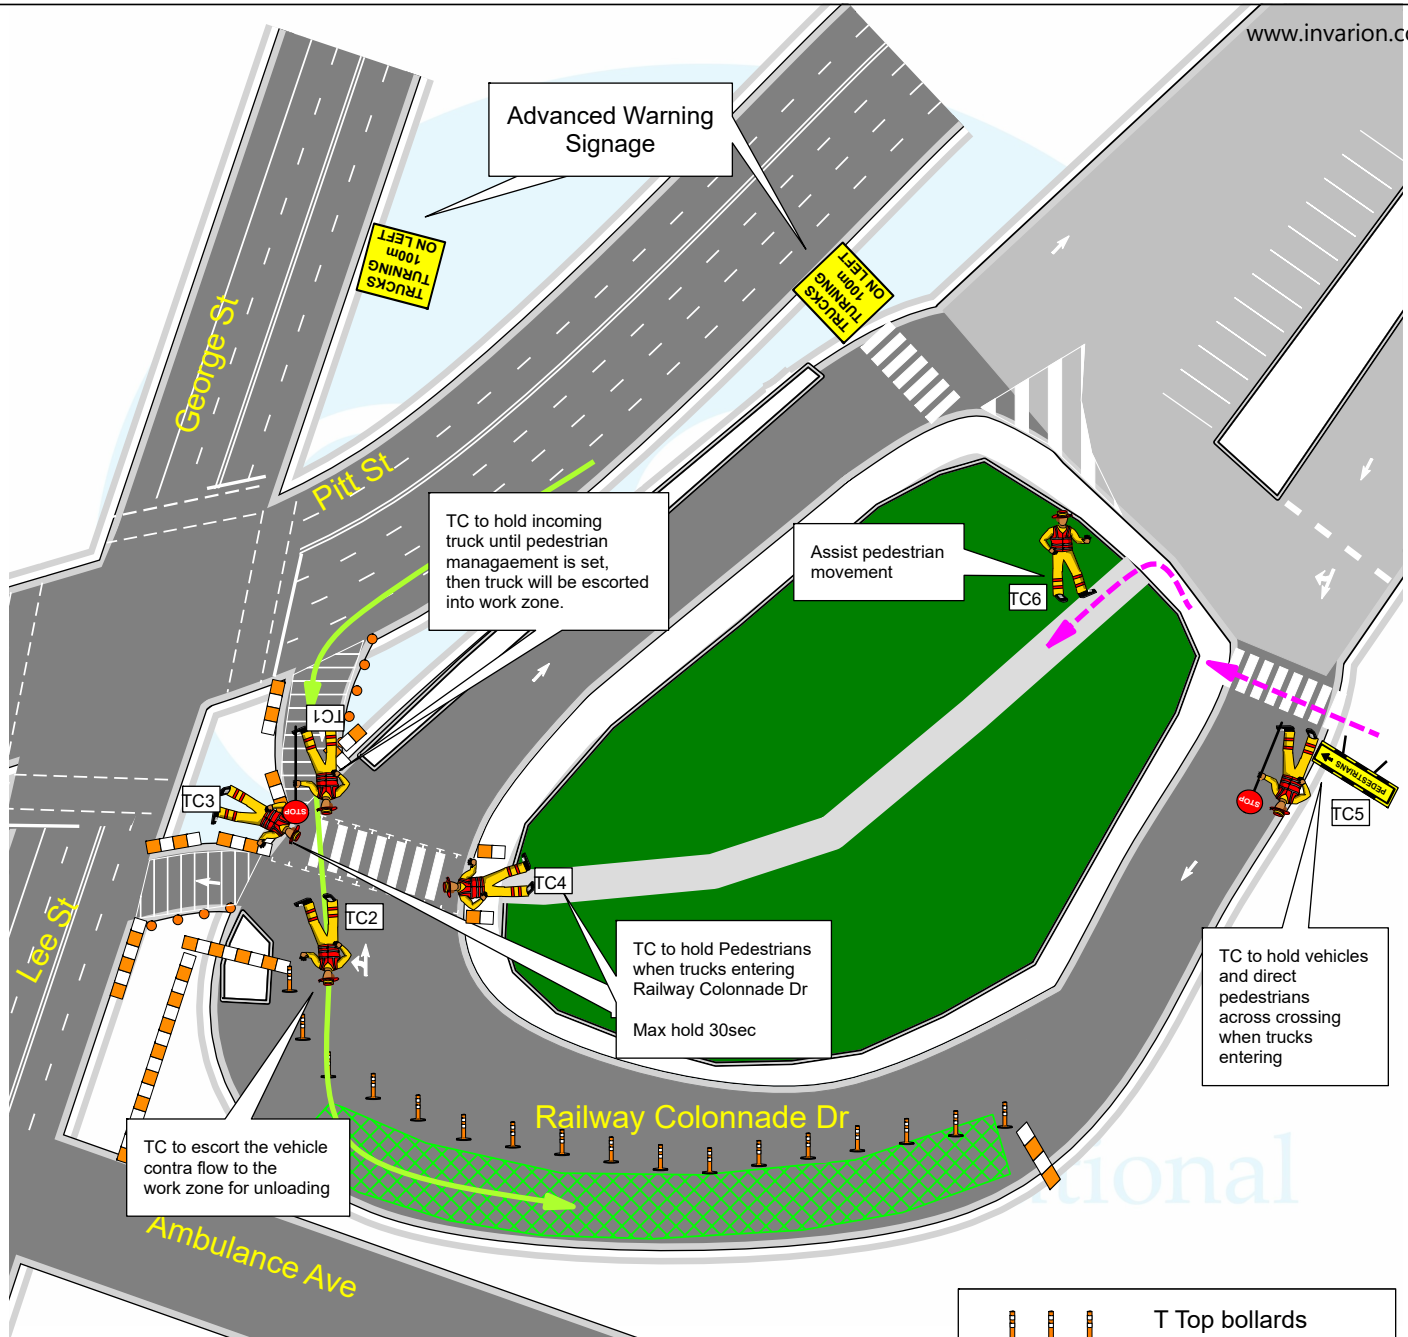 www.invarion.co
Advanced Warning
Signage
TRUCKS
TURNING
100m
ON LEFT
TRUCKS
TURNING
100m
ON LEFT
George St
Pitt St
TC to hold incoming
truck until pedestrian
managaement is set,
then truck will be escorted
into work zone.
Assist pedestrian
movement
TC6
TC1
TC3
STOP
PEDESTRIANS
STOP
TC5
TC4
TC2
Lee St
TC to hold Pedestrians
when trucks entering
Railway Colonnade Dr
Max hold 30sec
TC to hold vehicles
and direct
pedestrians
across crossing
when trucks
entering
Railway Colonnade Dr
TC to escort the vehicle
contra flow to the
work zone for unloading
tional
Ambulance Ave
T Top bollards